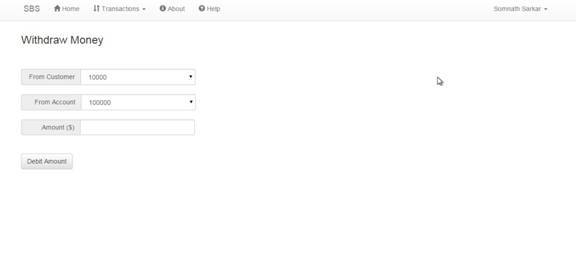 SBS Home Transactions About Help Somnath Sarkar
Withdraw Money
From Customer 10000
From Account 100000
Amount ($)
Debit Amount